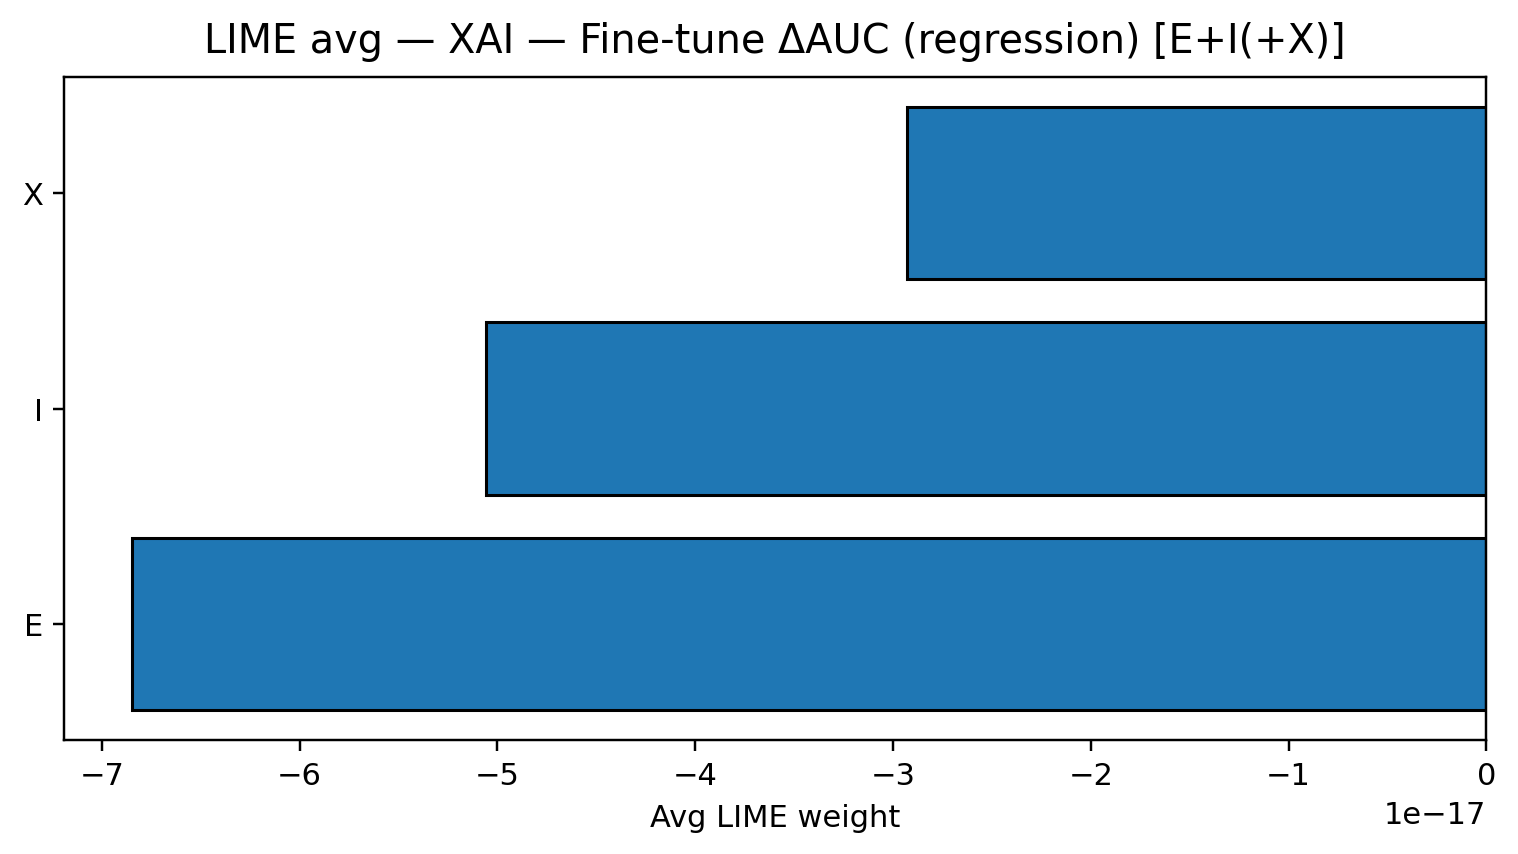 LIME avg — XAI — Fine-tune ΔAUC (regression) [E+I(+X)]
X
I
E
−7 −6 −5 −4 −3 −2 −1 0
Avg LIME weight
1e−17